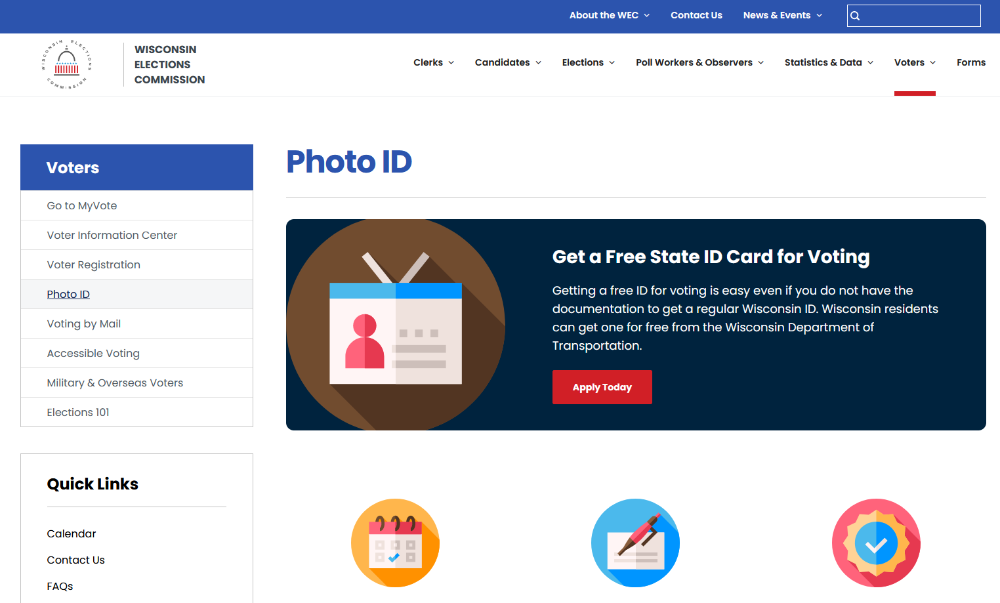 About the WEC
Contact Us
News & Events
WISCONSIN ELECTIONS COMMISSION
WISCONSIN
ELECTIONS
COMMISSION
Clerks
Candidates
Elections
Poll Workers & Observers
Statistics & Data
Voters
Forms
Voters
Go to MyVote
Voter Information Center
Voter Registration
Photo ID
Voting by Mail
Accessible Voting
Military & Overseas Voters
Elections 101
Quick Links
Calendar
Contact Us
FAQs
Photo ID
Get a Free State ID Card for Voting
Getting a free ID for voting is easy even if you do not have the
documentation to get a regular Wisconsin ID. Wisconsin residents
can get one for free from the Wisconsin Department of
Transportation.
Apply Today